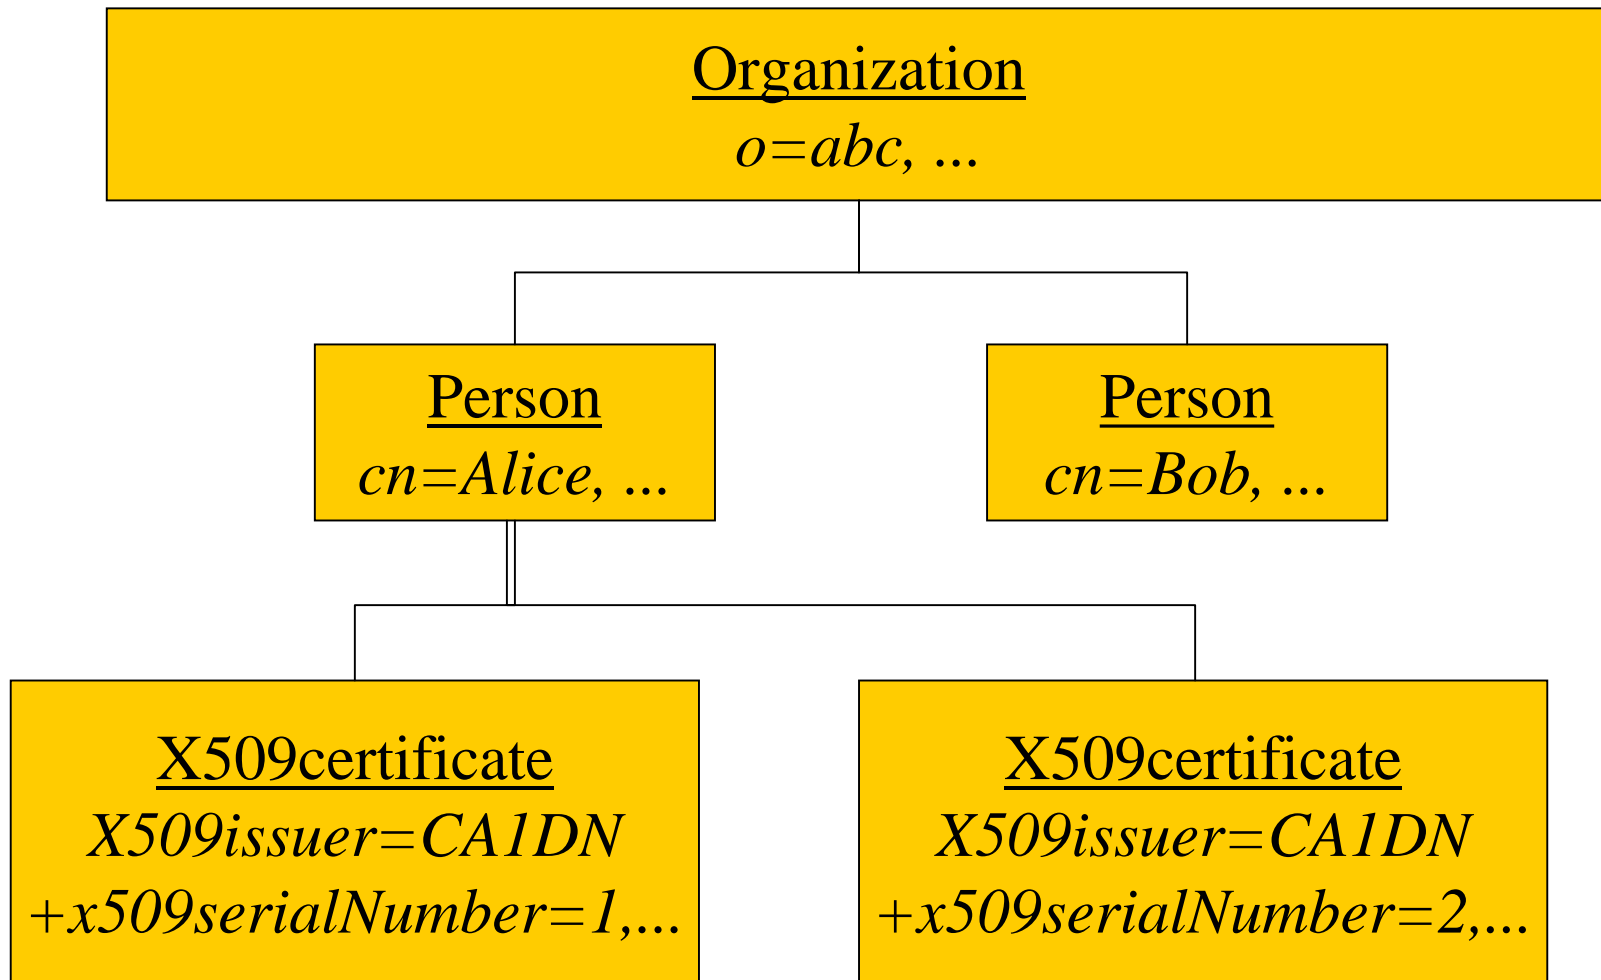 Organization
o=abc, ...
Person
cn=Alice, ...
Person
cn=Bob, ...
X509certificate
X509issuer=CA1DN
+x509serialNumber=1,...
X509certificate
X509issuer=CA1DN
+x509serialNumber=2,...